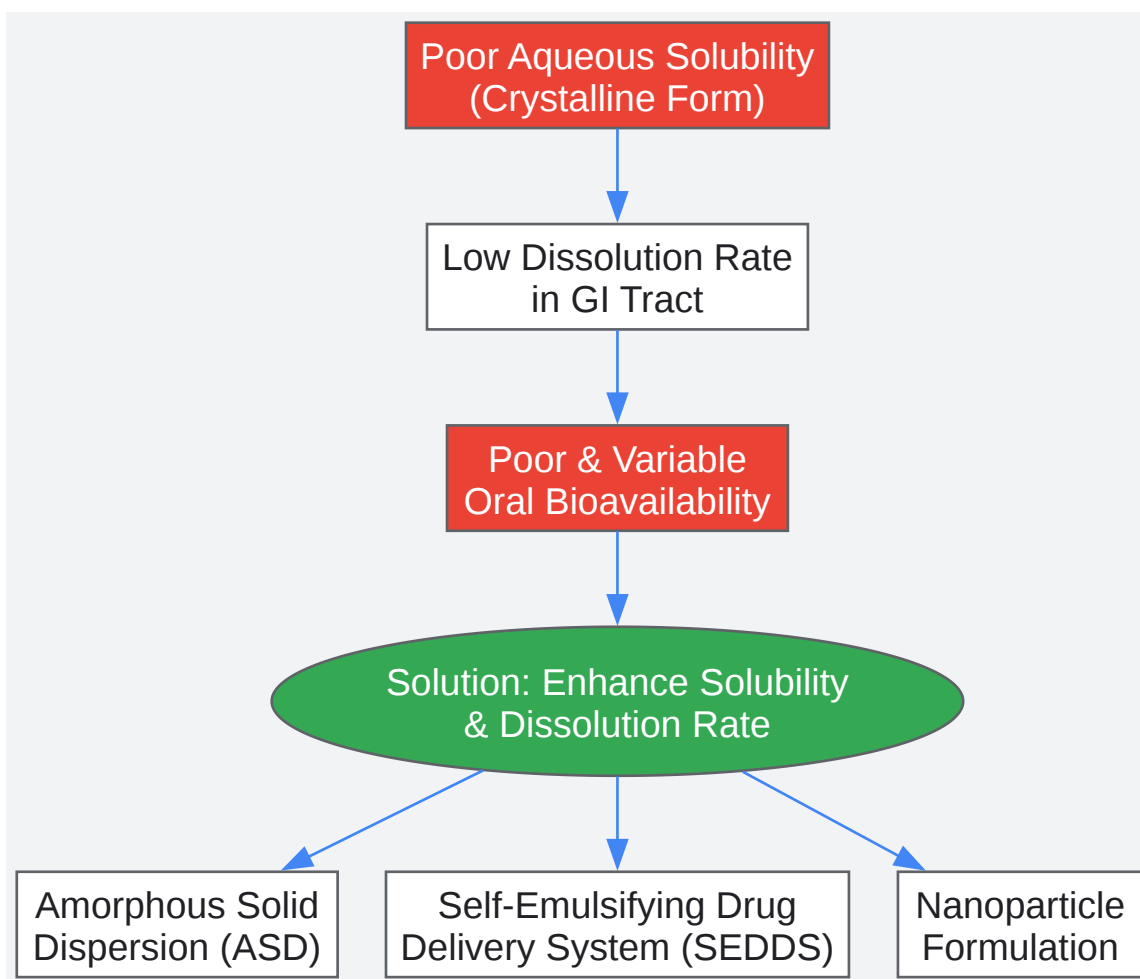 Poor Aqueous Solubility
(Crystalline Form)
Low Dissolution Rate
in GI Tract
Poor & Variable
Oral Bioavailability
Solution: Enhance Solubility
& Dissolution Rate
Amorphous Solid
Dispersion (ASD)
Self-Emulsifying Drug
Delivery System (SEDDS)
Nanoparticle
Formulation